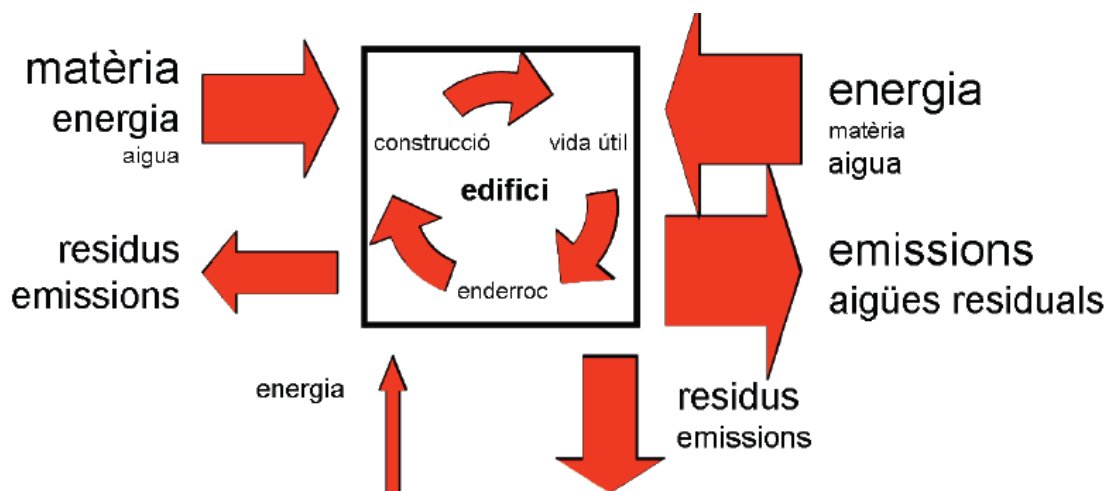 matèria
energia
aigua
residus
emissions
construcció
vida útil
edifici
enderroc
energia
matèria
aigua
emissions
aigües residuals
energia
residus
emissions